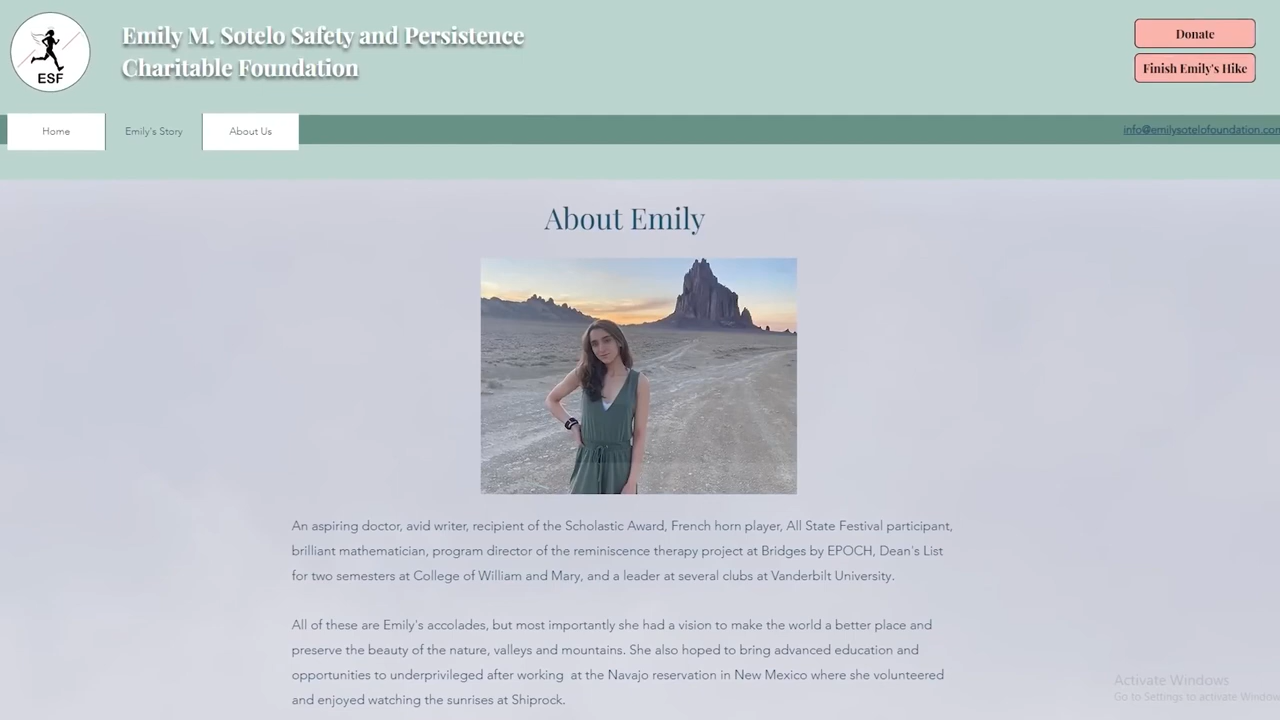 Emily M. Sotelo Safety and Persistence
Charitable Foundation
ESF
Donate
Finish Emily's Hike
Home
Emily's Story
About Us
info@emilysotelofoundation.com
About Emily
An aspiring doctor, avid writer, recipient of the Scholastic Award, French horn player, All State Festival participant,
brilliant mathematician, program director of the reminiscence therapy project at Bridges by EPOCH, Dean's List
for two semesters at College of William and Mary, and a leader at several clubs at Vanderbilt University.
All of these are Emily's accolades, but most importantly she had a vision to make the world a better place and
preserve the beauty of the nature, valleys and mountains. She also hoped to bring advanced education and
opportunities to underprivileged after working at the Navajo reservation in New Mexico where she volunteered
and enjoyed watching the sunrises at Shiprock.
Activate Windows
Go to Settings to activate Window